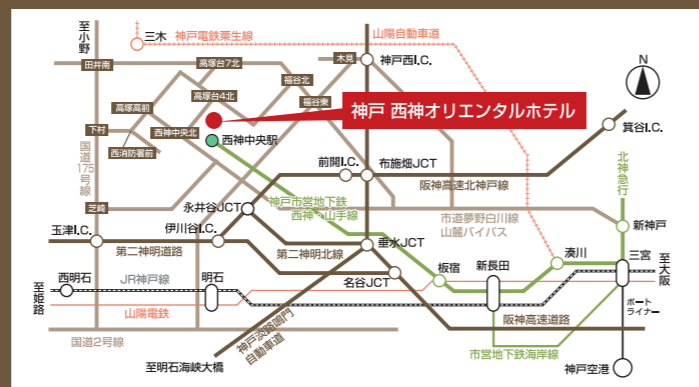 至小野
三木
神戸電鉄粟生線
山陽自動車道
田井南
高塚台7北
木見
神戸西I.C.
N
福谷北
高塚台4北
福谷東
高塚高前
神戸 西神オリエンタルホテル
下村
西神中央北
西神中央駅
箕谷I.C.
西消防署前
国道175号線
前開I.C.
布施畑JCT
阪神高速北神戸線
北神急行
神戸市営地下鉄
西神・山手線
芝崎
永井谷JCT
市道夢野白川線
山麓バイパス
新神戸
玉津I.C.
伊川谷I.C.
第二神明道路
第二神明北線
垂水JCT
湊川
三宮
至大阪
板宿
新長田
名谷JCT
至姫路
西明石
JR神戸線
明石
山陽電鉄
ポート
ライナー
阪神高速道路
国道2号線
神戸淡路鳴門
自動車道
市営地下鉄海岸線
至明石海峡大橋
神戸空港